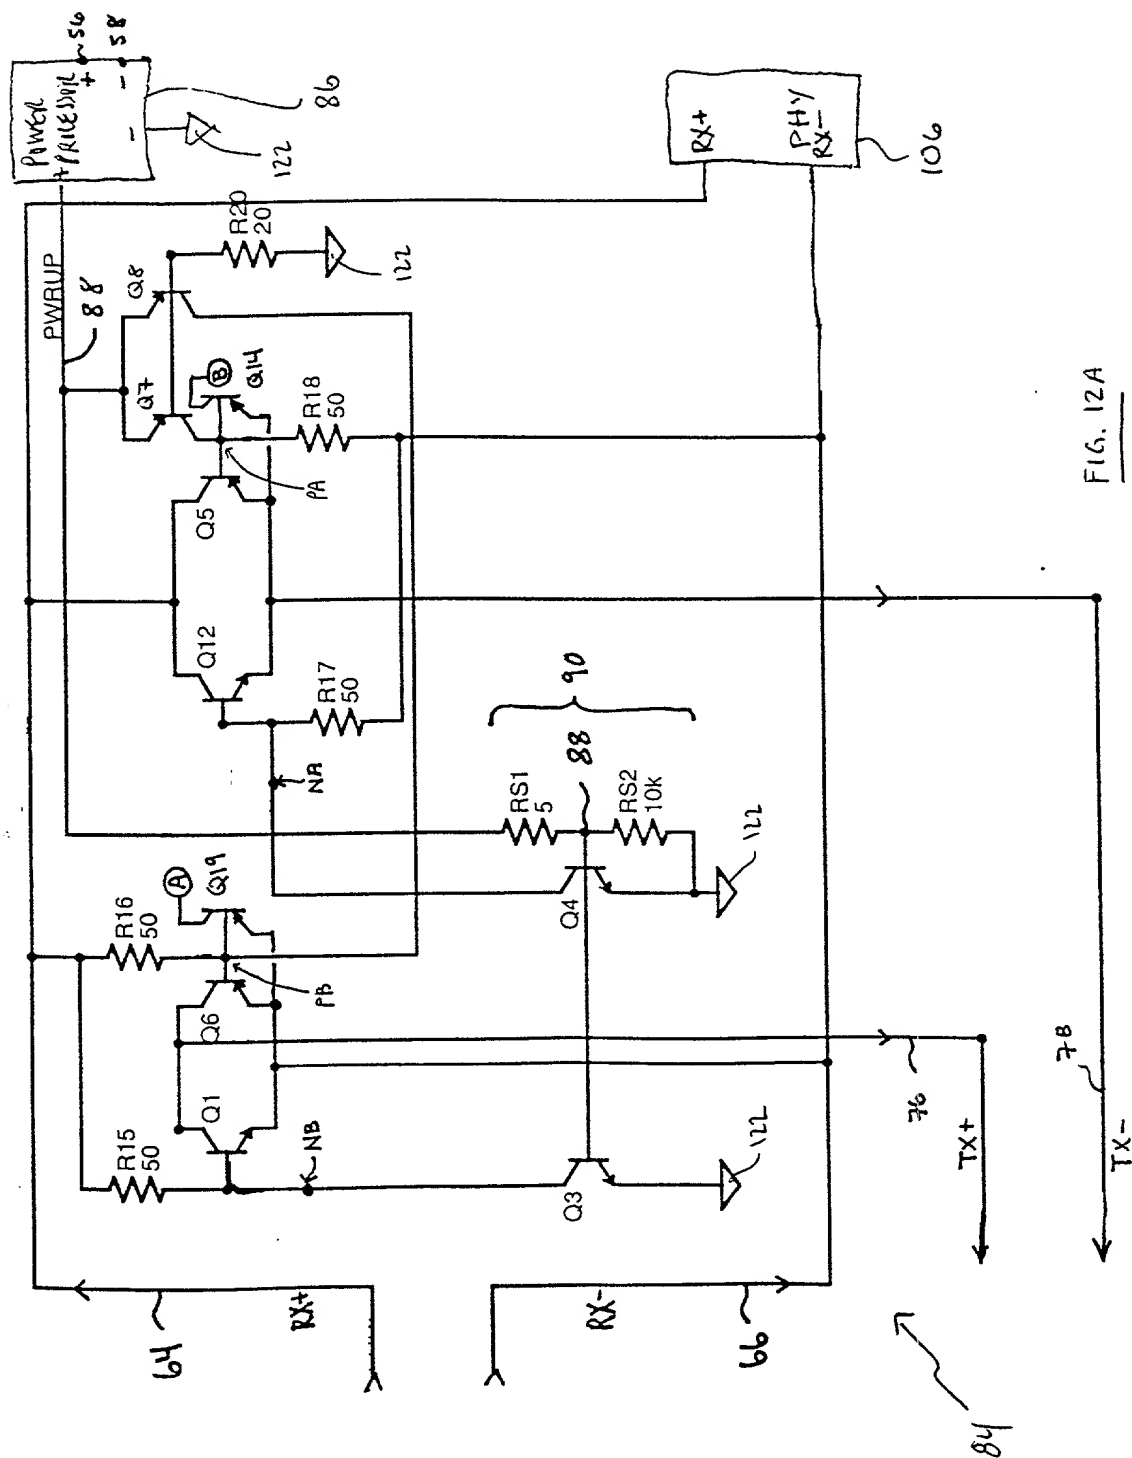 POWER
PROCESSOR
+
+
-
-
56
58
86
122
PWRUP
88
Q8
R20
20
122
Q7
B
Q14
R18
50
PA
Q5
Q12
R17
50
NA
RX+
PHY
RX-
106
A
Q19
R16
50
PB
Q6
Q1
R15
50
NB
RS1
5
88
90
RS2
10k
Q4
122
Q3
122
64
RX+
RX-
66
76
TX+
78
TX-
84
FIG. 12A